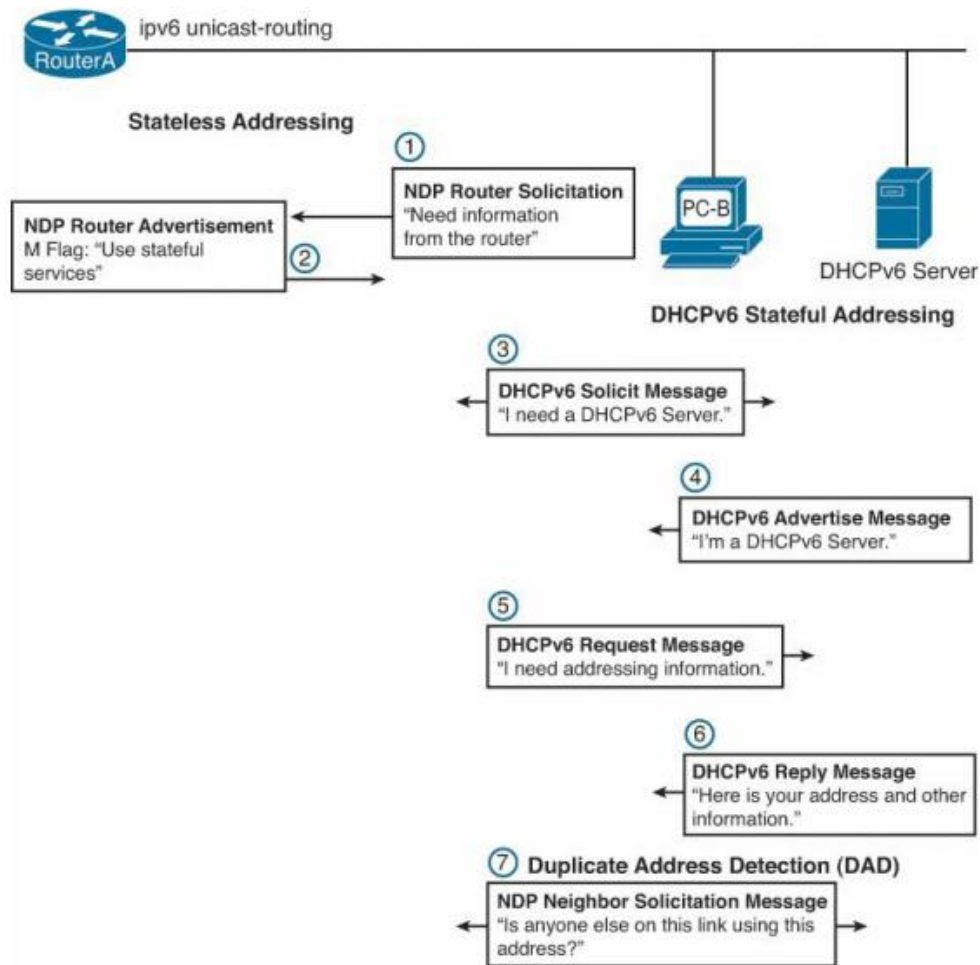 ipv6 unicast-routing
RouterA
Stateless Addressing
1
NDP Router Solicitation
“Need information
from the router”
NDP Router Advertisement
M Flag: “Use stateful
services”
2
PC-B
DHCPv6 Server
DHCPv6 Stateful Addressing
3
DHCPv6 Solicit Message
“I need a DHCPv6 Server.”
4
DHCPv6 Advertise Message
“I’m a DHCPv6 Server.”
5
DHCPv6 Request Message
“I need addressing information.”
6
DHCPv6 Reply Message
“Here is your address and other
information.”
7 Duplicate Address Detection (DAD)
NDP Neighbor Solicitation Message
“Is anyone else on this link using this
address?”